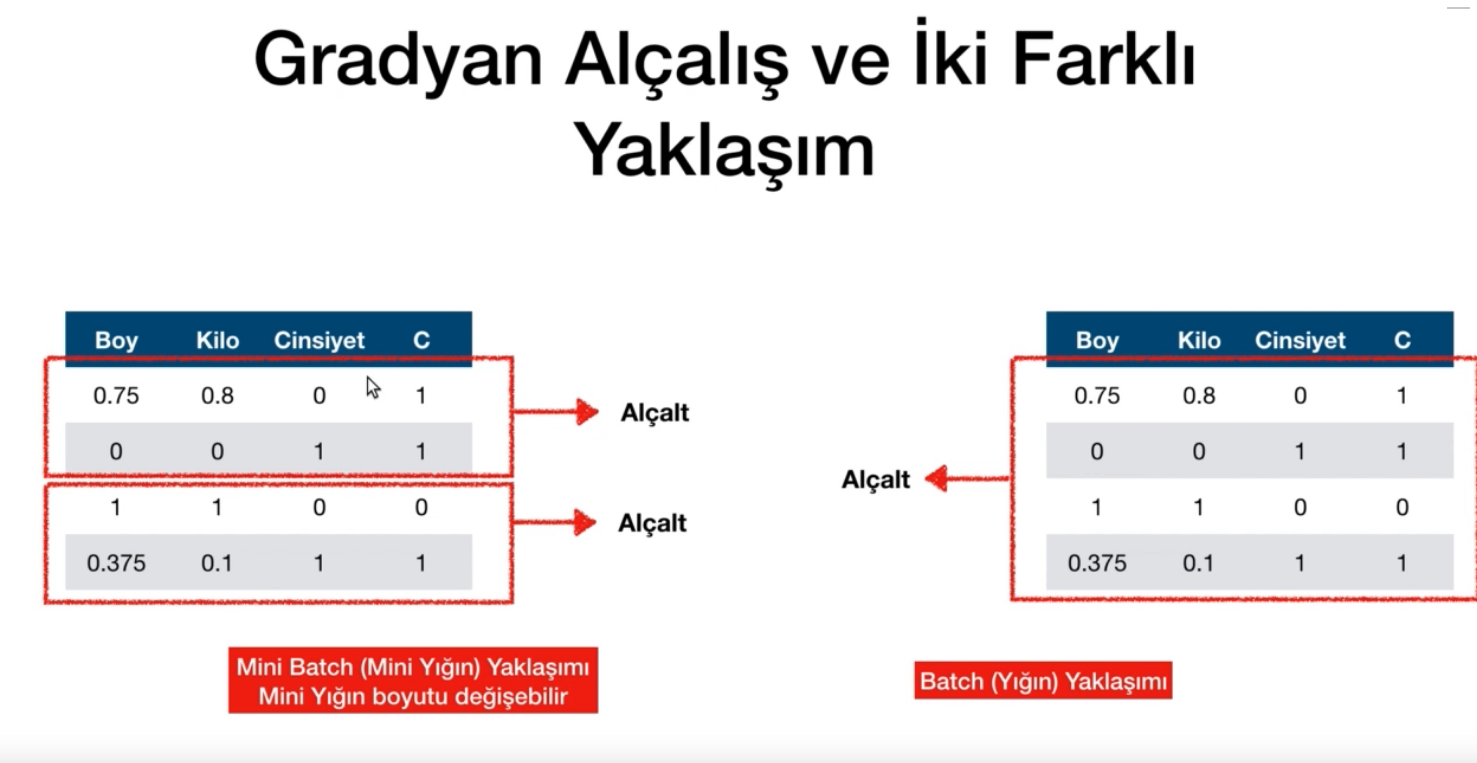 Gradyan Alçalış ve İki Farklı
Yaklaşım
Boy Kilo Cinsiyet C
0.75 0.8 0 1
0 0 1 1
1 1 0 0
0.375 0.1 1 1
Alçalt
Alçalt
Mini Batch (Mini Yığın) Yaklaşımı
Mini Yığın boyutu değişebilir
Boy Kilo Cinsiyet C
0.75 0.8 0 1
0 0 1 1
1 1 0 0
0.375 0.1 1 1
Alçalt
Batch (Yığın) Yaklaşımı